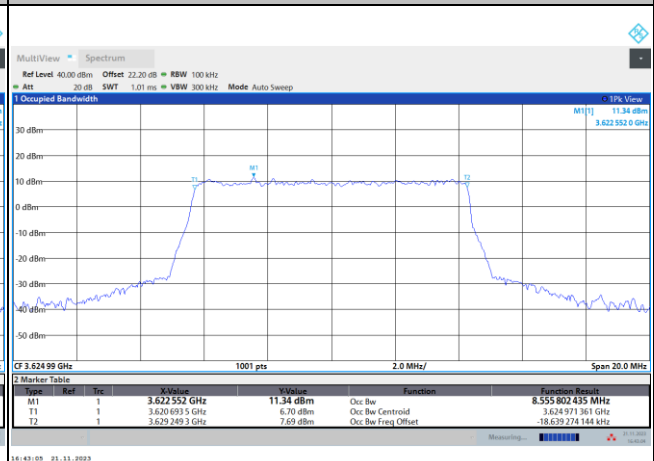 MultiView Spectrum
Ref Level 40.00 dBm Offset 22.20 dB RBW 100 kHz
Att 20 dB SWT 1.01 ms VBW 300 kHz Mode Auto Sweep
1 Occupied Bandwidth 1Pk View
M1[1] 11.34 dBm
3.622 552 0 GHz
30 dBm
20 dBm
M1
T1 T2
10 dBm
0 dBm
-10 dBm
-20 dBm
-30 dBm
-40 dBm
-50 dBm
CF 3.624 99 GHz 1001 pts 2.0 MHz/ Span 20.0 MHz
2 Marker Table
Type Ref Trc X-Value Y-Value Function Function Result
M1 1 3.622 552 GHz 11.34 dBm Occ Bw 8.555 802 435 MHz
T1 1 3.620 693 5 GHz 6.70 dBm Occ Bw Centroid 3.624 971 361 GHz
T2 1 3.629 249 3 GHz 7.69 dBm Occ Bw Freq Offset -18.639 274 144 kHz
Measuring...
16:43:05 21.11.2023